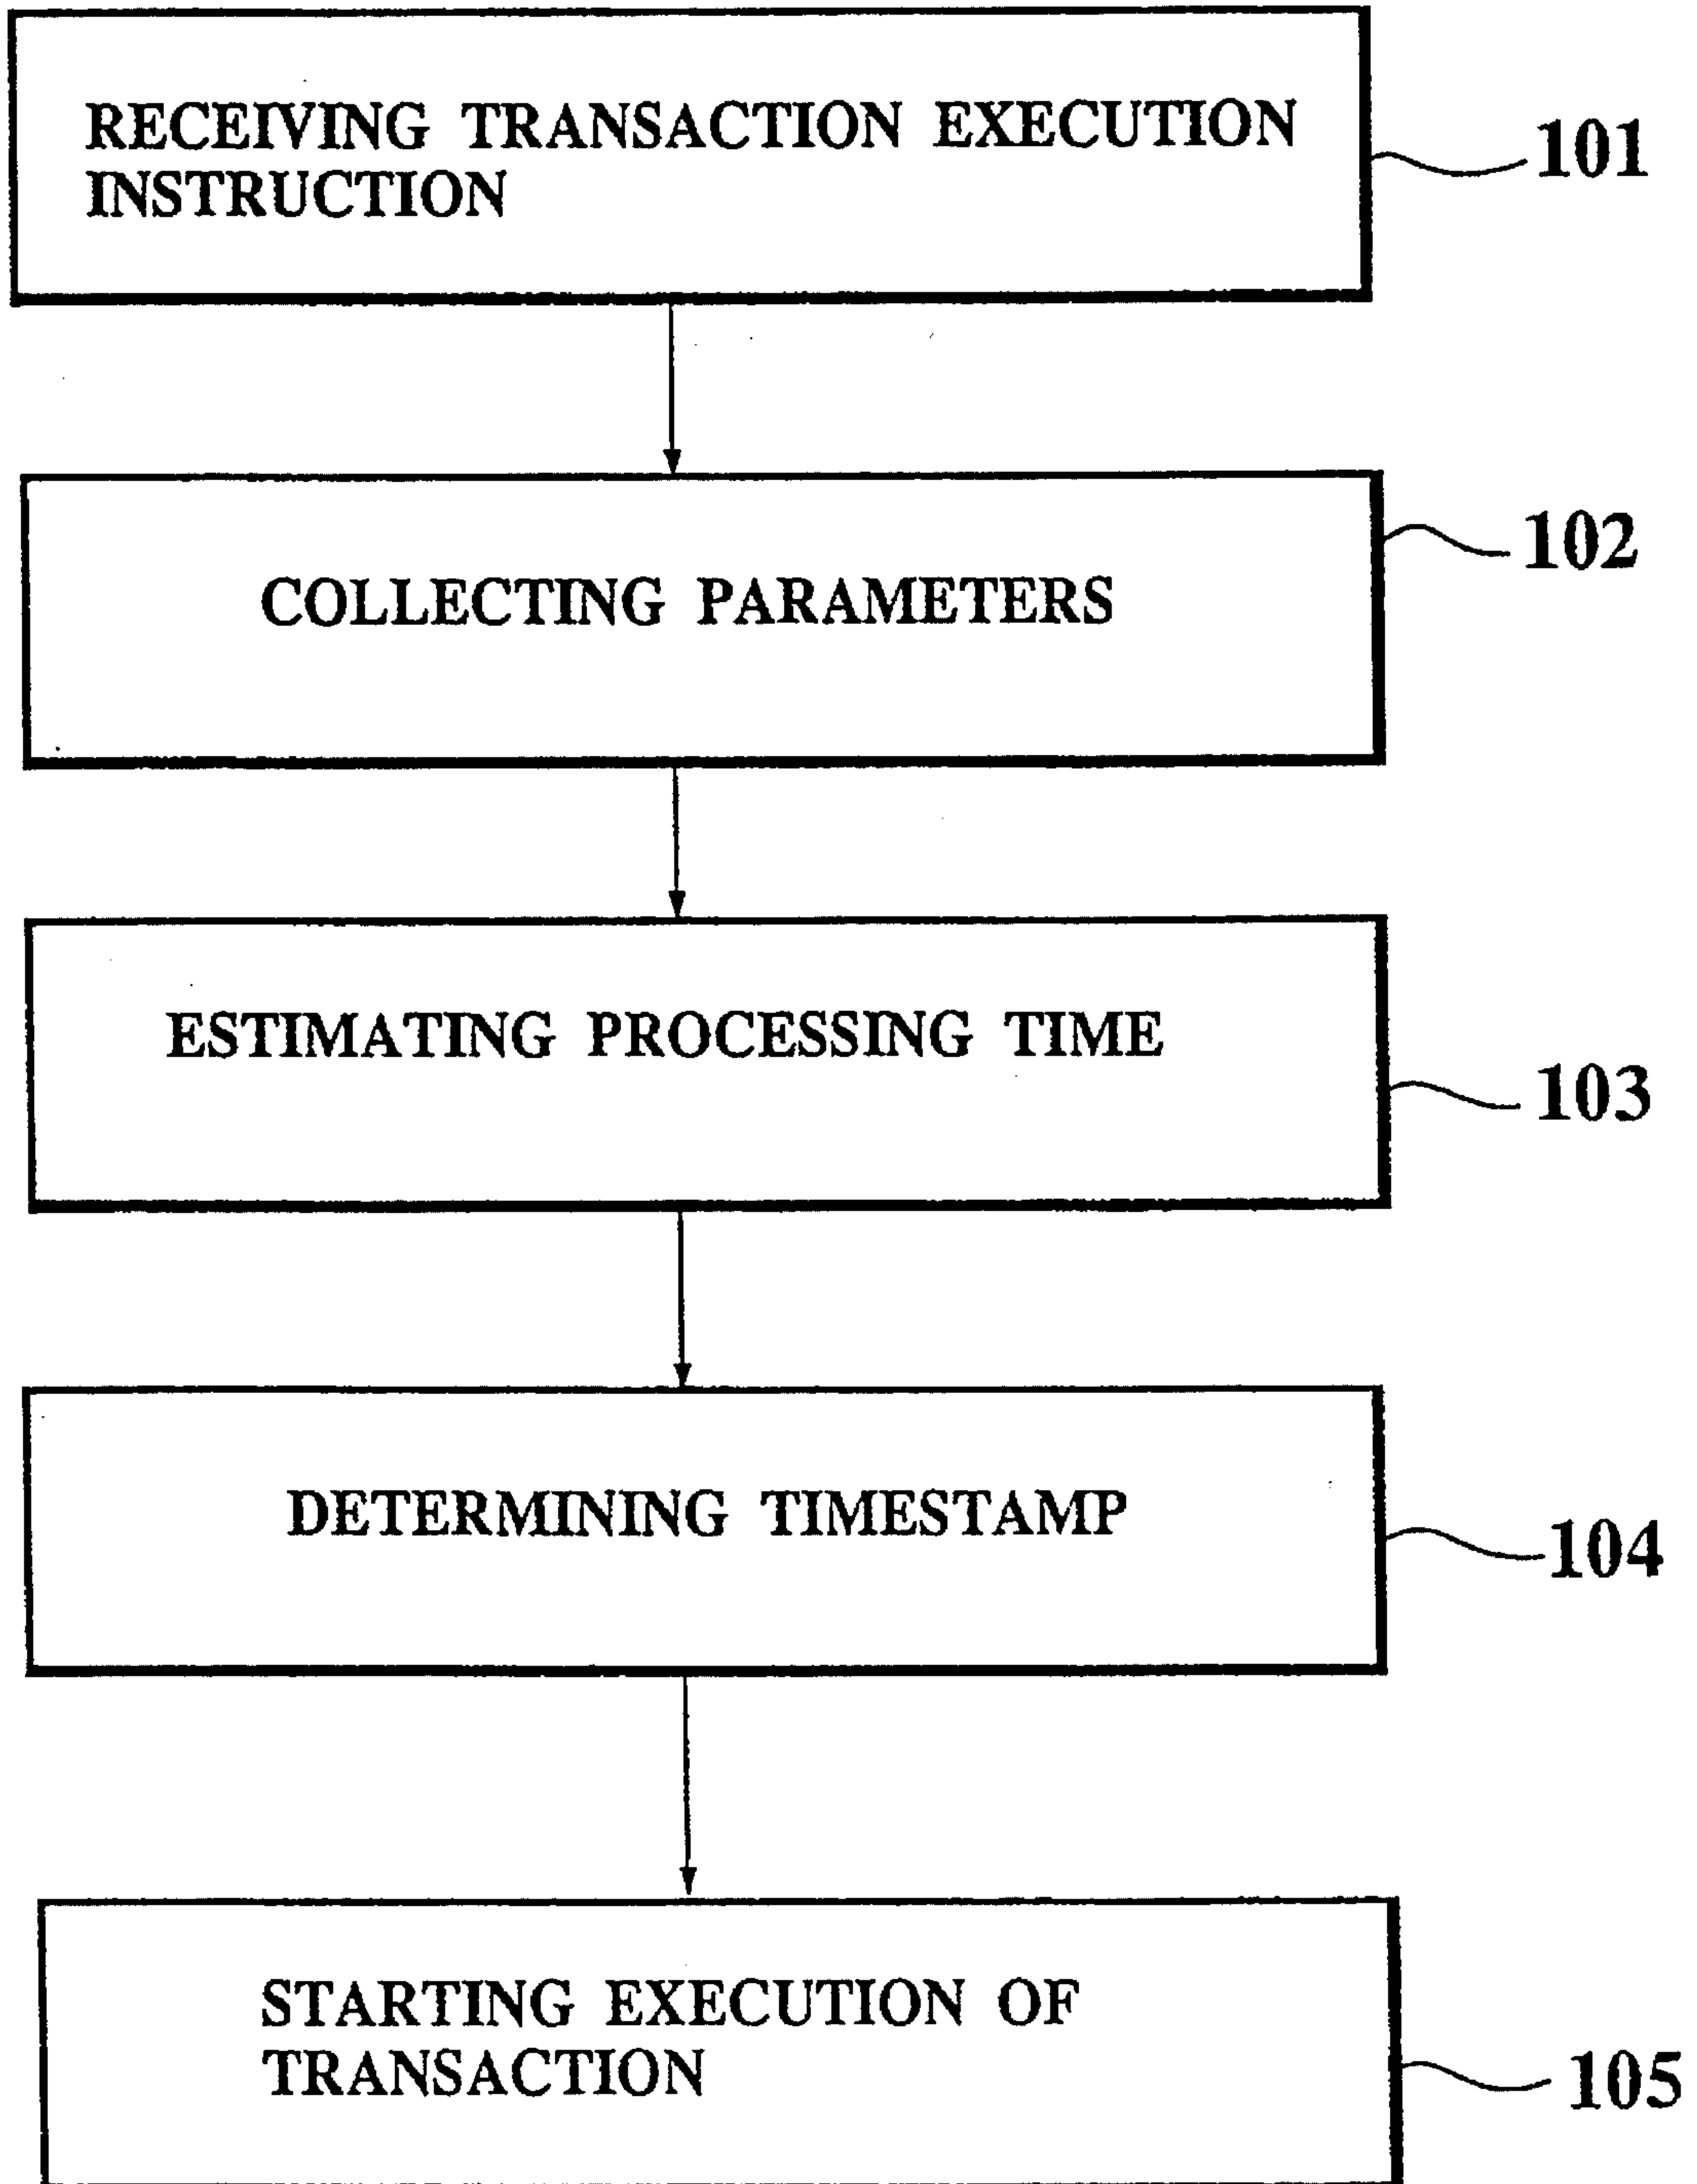 RECEIVING TRANSACTION EXECUTION
INSTRUCTION
101
COLLECTING PARAMETERS
102
ESTIMATING PROCESSING TIME
103
DETERMINING TIMESTAMP
104
STARTING EXECUTION OF
TRANSACTION
105